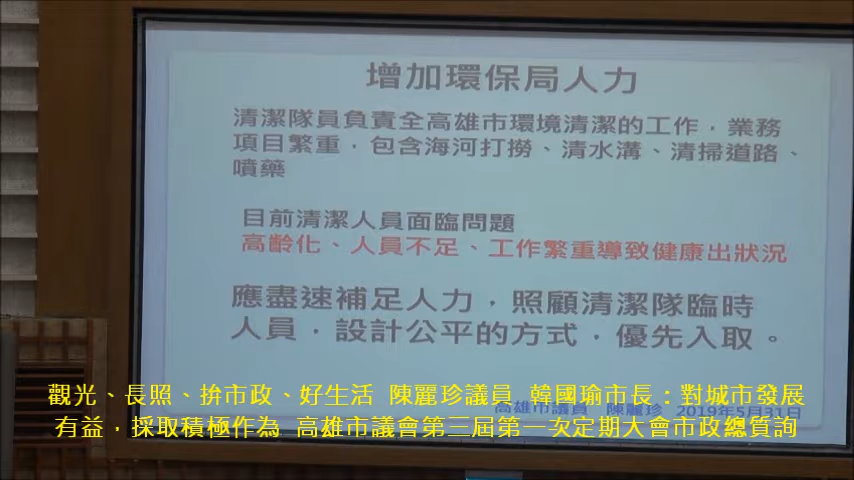 增加環保局人力
清潔隊員負責全高雄市環境清潔的工作，業務
項目繁重，包含海河打撈、清水溝、清掃道路、
噴藥
目前清潔人員面臨問題
高齡化、人員不足、工作繁重導致健康出狀況
應盡速補足人力，照顧清潔隊臨時
人員，設計公平的方式，優先入取。
觀光、長照、拚市政、好生活 陳麗珍議員 韓國瑜市長：對城市發展
高雄市議員 陳麗珍 2019年5月31日
有益，採取積極作為 高雄市議會第三屆第一次定期大會市政總質詢